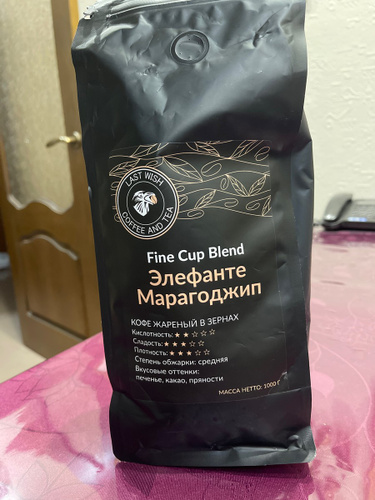 LAST WISH
COFFEE AND TEA
Fine Cup Blend
Элефанте
Марагоджип
КОФЕ ЖАРЕНЫЙ В ЗЕРНАХ
Кислотность: ★ ★ ☆ ☆ ☆
Сладость: ★ ★ ★ ☆ ☆
Плотность: ★ ★ ★ ☆ ☆
Степень обжарки: средняя
Вкусовые оттенки:
печенье, какао, пряности
МАССА НЕТТО: 1000 Г